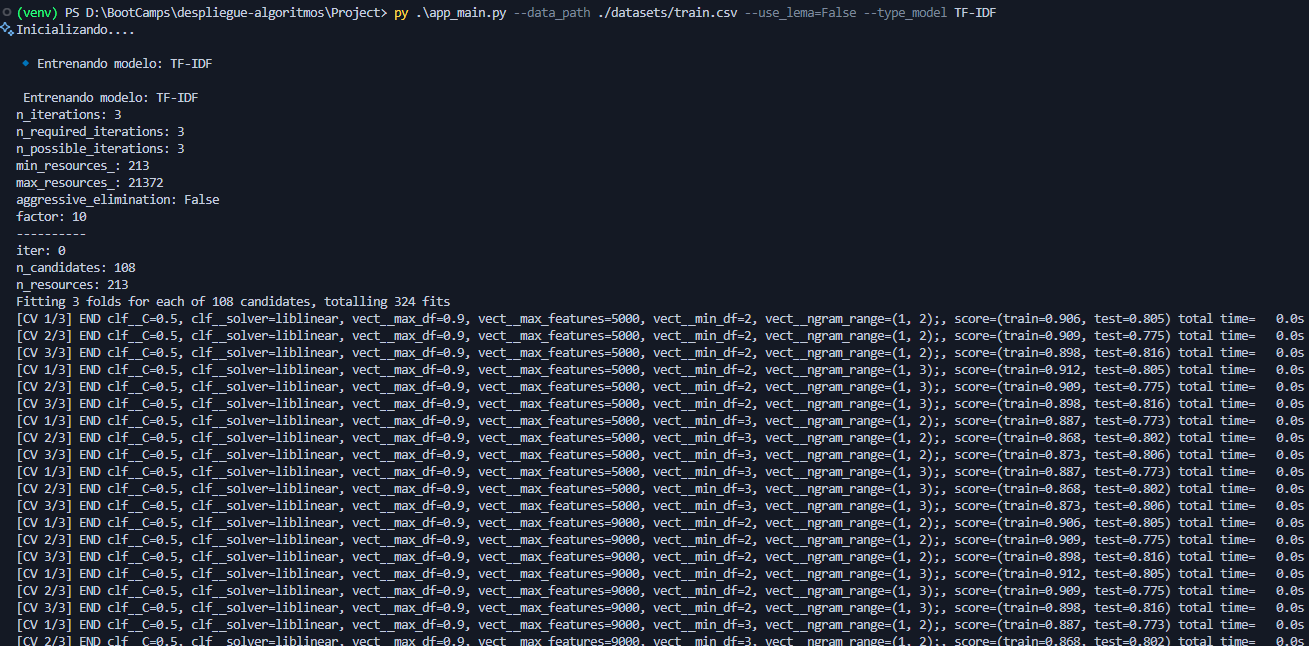 (venv) PS D:\BootCamps\despliegue-algoritmos\Project> py .\app_main.py --data_path ./datasets/train.csv --use_lema=False --type_model TF-IDF
Inicializando....
Entrenando modelo: TF-IDF
Entrenando modelo: TF-IDF
n_iterations: 3
n_required_iterations: 3
n_possible_iterations: 3
min_resources_: 213
max_resources_: 21372
aggressive_elimination: False
factor: 10
----------
iter: 0
n_candidates: 108
n_resources: 213
Fitting 3 folds for each of 108 candidates, totalling 324 fits
[CV 1/3] END clf__C=0.5, clf__solver=liblinear, vect__max_df=0.9, vect__max_features=5000, vect__min_df=2, vect__ngram_range=(1, 2);, score=(train=0.906, test=0.805) total time=   0.0s
[CV 2/3] END clf__C=0.5, clf__solver=liblinear, vect__max_df=0.9, vect__max_features=5000, vect__min_df=2, vect__ngram_range=(1, 2);, score=(train=0.909, test=0.775) total time=   0.0s
[CV 3/3] END clf__C=0.5, clf__solver=liblinear, vect__max_df=0.9, vect__max_features=5000, vect__min_df=2, vect__ngram_range=(1, 2);, score=(train=0.898, test=0.816) total time=   0.0s
[CV 1/3] END clf__C=0.5, clf__solver=liblinear, vect__max_df=0.9, vect__max_features=5000, vect__min_df=2, vect__ngram_range=(1, 3);, score=(train=0.912, test=0.805) total time=   0.0s
[CV 2/3] END clf__C=0.5, clf__solver=liblinear, vect__max_df=0.9, vect__max_features=5000, vect__min_df=2, vect__ngram_range=(1, 3);, score=(train=0.909, test=0.775) total time=   0.0s
[CV 3/3] END clf__C=0.5, clf__solver=liblinear, vect__max_df=0.9, vect__max_features=5000, vect__min_df=2, vect__ngram_range=(1, 3);, score=(train=0.898, test=0.816) total time=   0.0s
[CV 1/3] END clf__C=0.5, clf__solver=liblinear, vect__max_df=0.9, vect__max_features=5000, vect__min_df=3, vect__ngram_range=(1, 2);, score=(train=0.887, test=0.773) total time=   0.0s
[CV 2/3] END clf__C=0.5, clf__solver=liblinear, vect__max_df=0.9, vect__max_features=5000, vect__min_df=3, vect__ngram_range=(1, 2);, score=(train=0.868, test=0.802) total time=   0.0s
[CV 3/3] END clf__C=0.5, clf__solver=liblinear, vect__max_df=0.9, vect__max_features=5000, vect__min_df=3, vect__ngram_range=(1, 2);, score=(train=0.873, test=0.806) total time=   0.0s
[CV 1/3] END clf__C=0.5, clf__solver=liblinear, vect__max_df=0.9, vect__max_features=5000, vect__min_df=3, vect__ngram_range=(1, 3);, score=(train=0.887, test=0.773) total time=   0.0s
[CV 2/3] END clf__C=0.5, clf__solver=liblinear, vect__max_df=0.9, vect__max_features=5000, vect__min_df=3, vect__ngram_range=(1, 3);, score=(train=0.868, test=0.802) total time=   0.0s
[CV 3/3] END clf__C=0.5, clf__solver=liblinear, vect__max_df=0.9, vect__max_features=5000, vect__min_df=3, vect__ngram_range=(1, 3);, score=(train=0.873, test=0.806) total time=   0.0s
[CV 1/3] END clf__C=0.5, clf__solver=liblinear, vect__max_df=0.9, vect__max_features=9000, vect__min_df=2, vect__ngram_range=(1, 2);, score=(train=0.906, test=0.805) total time=   0.0s
[CV 2/3] END clf__C=0.5, clf__solver=liblinear, vect__max_df=0.9, vect__max_features=9000, vect__min_df=2, vect__ngram_range=(1, 2);, score=(train=0.909, test=0.775) total time=   0.0s
[CV 3/3] END clf__C=0.5, clf__solver=liblinear, vect__max_df=0.9, vect__max_features=9000, vect__min_df=2, vect__ngram_range=(1, 2);, score=(train=0.898, test=0.816) total time=   0.0s
[CV 1/3] END clf__C=0.5, clf__solver=liblinear, vect__max_df=0.9, vect__max_features=9000, vect__min_df=2, vect__ngram_range=(1, 3);, score=(train=0.912, test=0.805) total time=   0.0s
[CV 2/3] END clf__C=0.5, clf__solver=liblinear, vect__max_df=0.9, vect__max_features=9000, vect__min_df=2, vect__ngram_range=(1, 3);, score=(train=0.909, test=0.775) total time=   0.0s
[CV 3/3] END clf__C=0.5, clf__solver=liblinear, vect__max_df=0.9, vect__max_features=9000, vect__min_df=2, vect__ngram_range=(1, 3);, score=(train=0.898, test=0.816) total time=   0.0s
[CV 1/3] END clf__C=0.5, clf__solver=liblinear, vect__max_df=0.9, vect__max_features=9000, vect__min_df=3, vect__ngram_range=(1, 2);, score=(train=0.887, test=0.773) total time=   0.0s
[CV 2/3] END clf__C=0.5, clf__solver=liblinear, vect__max_df=0.9, vect__max_features=9000, vect__min_df=3, vect__ngram_range=(1, 2);, score=(train=0.868, test=0.802) total time=   0.0s